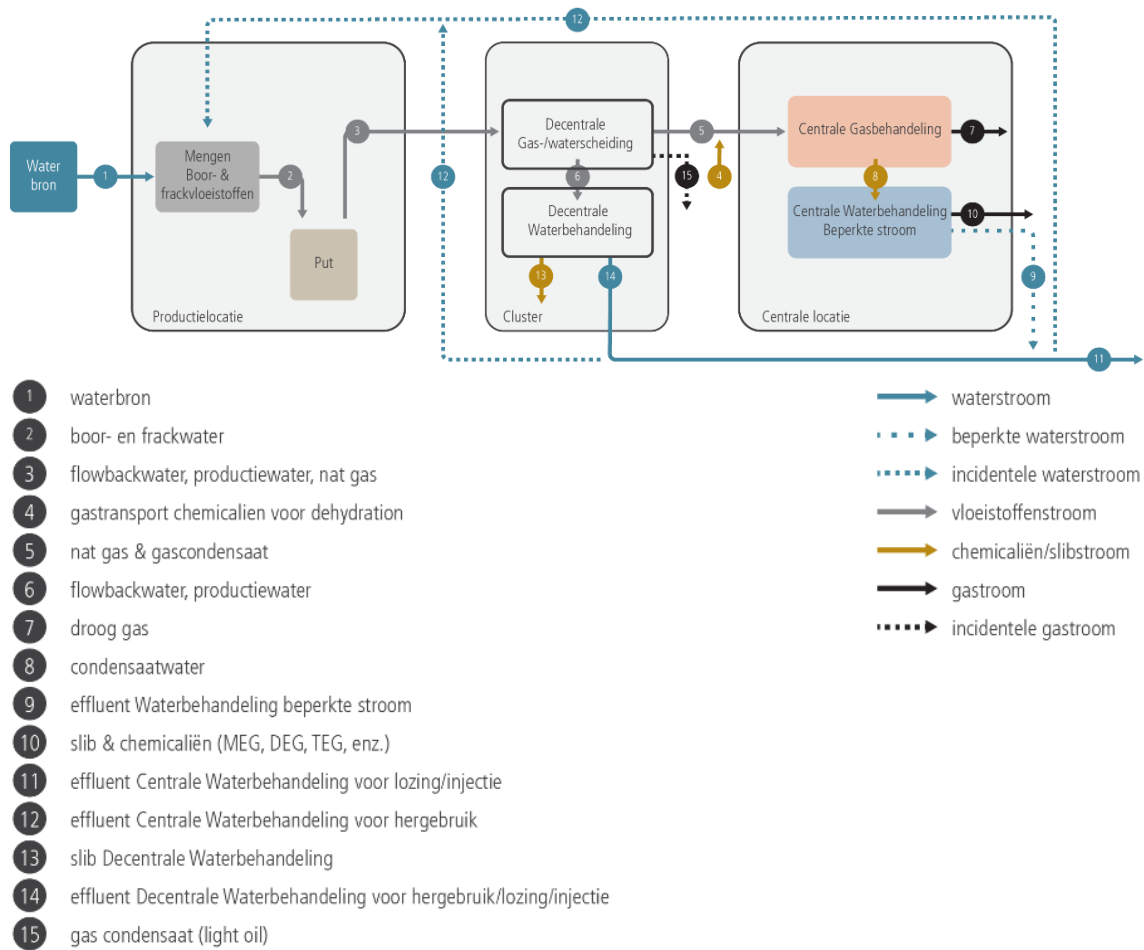 12
Water
bron
1
Mengen
Boor- &
frackvloeistoffen
2
Put
3
Productielocatie
12
Decentrale
Gas-/waterscheiding
6
Decentrale
Waterbehandeling
13
14
Cluster
5
4
15
Centrale Gasbehandeling
7
8
Centrale Waterbehandeling
Beperkte stroom
10
9
Centrale locatie
11
1 waterbron
2 boor- en frackwater
3 flowbackwater, productiewater, nat gas
4 gastransport chemicalien voor dehydration
5 nat gas & gascondensaat
6 flowbackwater, productiewater
7 droog gas
8 condensaatwater
9 effluent Waterbehandeling beperkte stroom
10 slib & chemicaliën (MEG, DEG, TEG, enz.)
11 effluent Centrale Waterbehandeling voor lozing/injectie
12 effluent Centrale Waterbehandeling voor hergebruik
13 slib Decentrale Waterbehandeling
14 effluent Decentrale Waterbehandeling voor hergebruik/lozing/injectie
15 gas condensaat (light oil)
waterstroom
beperkte waterstroom
incidentele waterstroom
vloeistoffenstroom
chemicaliën/slibstroom
gastroom
incidentele gastroom